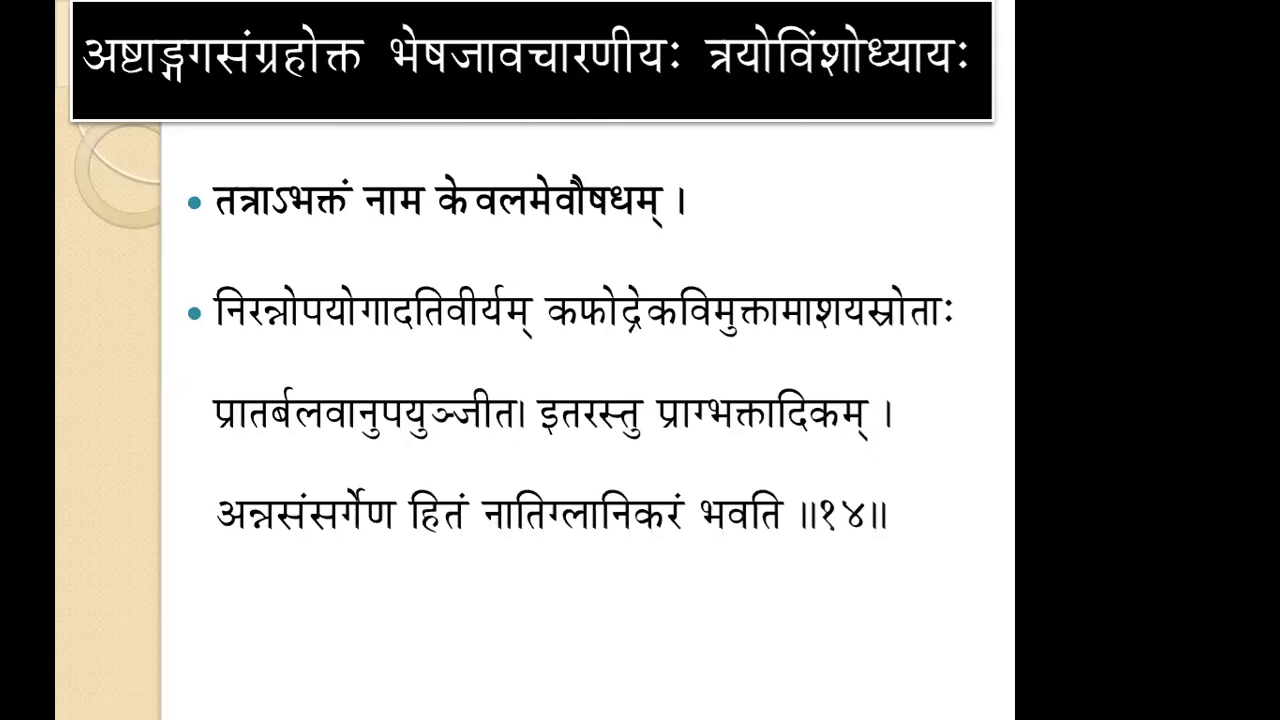 अष्टाङ्गगसंग्रहोक्त भेषजावचारणीयः त्रयोविंशोध्यायः
• तत्राऽभक्तं नाम केवलमेवौषधम् ।
• निरन्नोपयोगादतिवीर्यम् कफोद्रेकविमुक्तामाशयस्रोताः
प्रातर्बलवानुपयुञ्जीत। इतरस्तु प्राग्भक्तादिकम् ।
अन्नसंसर्गेण हितं नातिग्लानिकरं भवति ॥१४॥